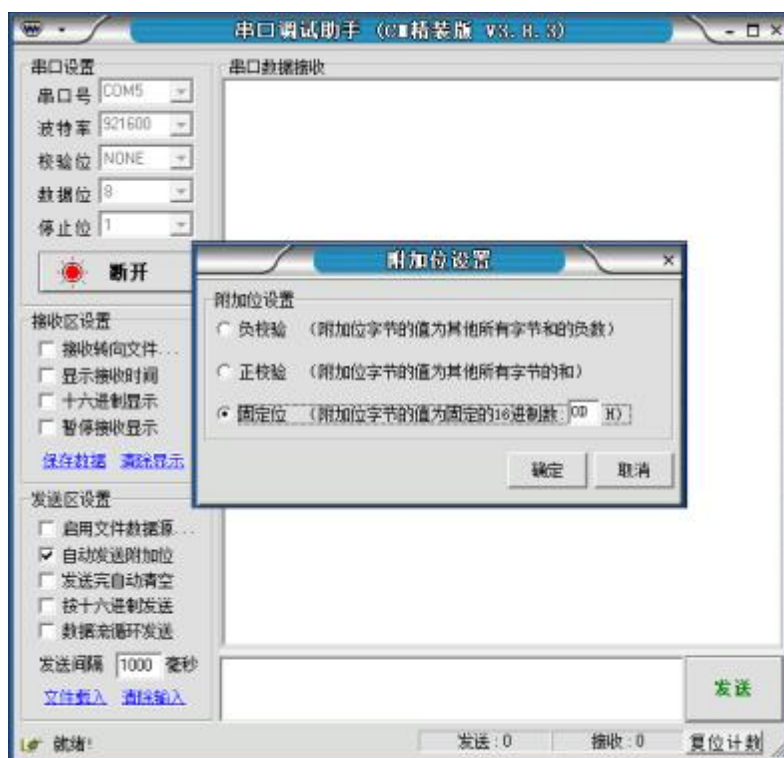 串口调试助手 (CM精装版 V3.8.3)
串口设置
串口号 COM5
波特率 921600
校验位 NONE
数据位 8
停止位 1
断开
接收区设置
接收转向文件...
显示接收时间
十六进制显示
暂停接收显示
保存数据 清除显示
发送区设置
启用文件数据源...
自动发送附加位
发送完自动清空
按十六进制发送
数据流循环发送
发送间隔 1000 毫秒
文件载入 清除输入
串口数据接收
附加位设置
附加位设置
负校验 (附加位字节的值为其他所有字节和的负数)
正校验 (附加位字节的值为其他所有字节的和)
固定位 (附加位字节的值为固定的16进制数: 0D H)
确定 取消
发送
就绪! 发送:0 接收:0 复位计数